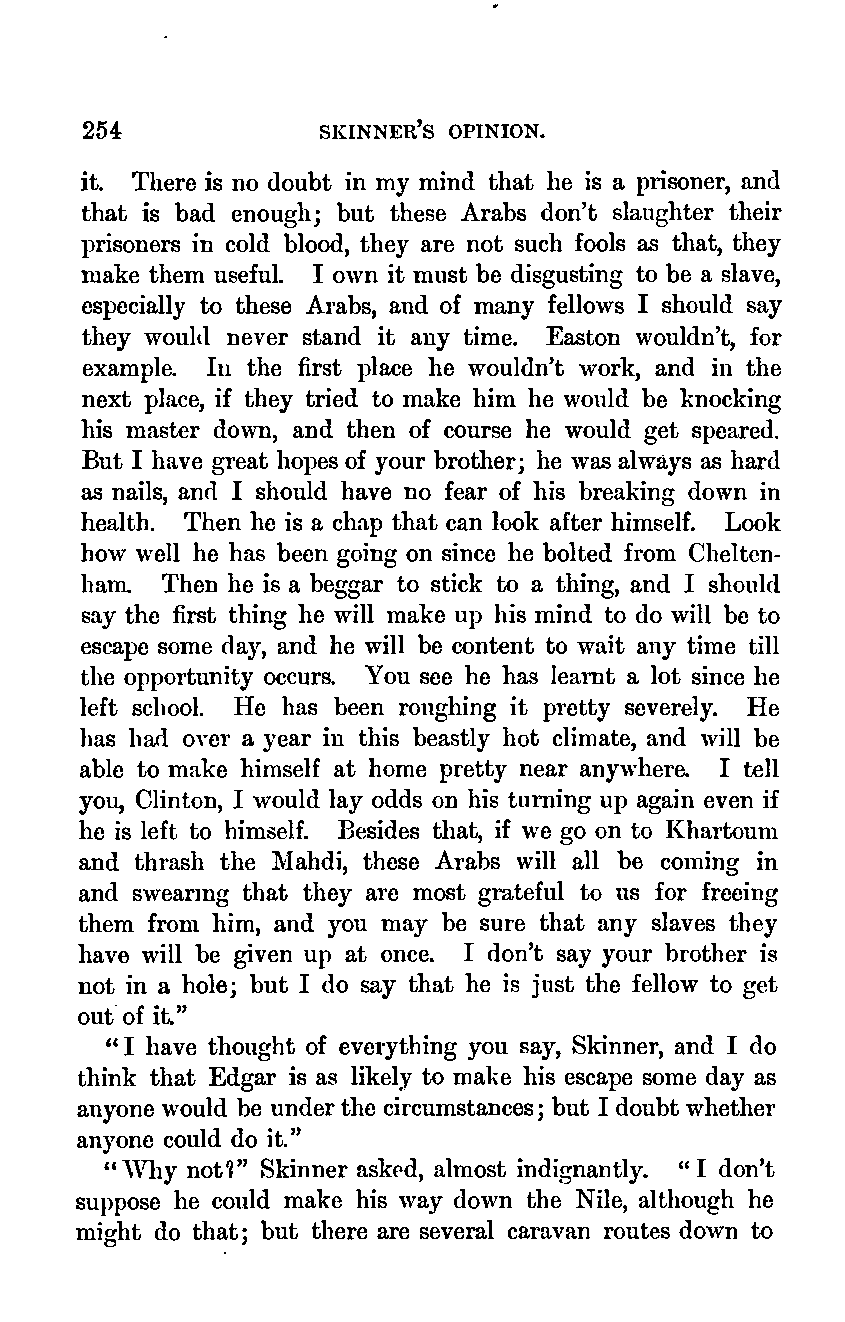 254 SKINNER'S OPINION.
it. There is no doubt in my mind that he is a prisoner, and
that is bad enough; but these Arabs don't slaughter their
prisoners in cold blood, they are not such fools as that, they
make them useful. I own it must be disgusting to be a slave,
especially to these Arabs, and of many fellows I should say
they would never stand it any time. Easton wouldn't, for
example. In the first place he wouldn't work, and in the
next place, if they tried to make him he would be knocking
his master down, and then of course he would get speared.
But I have great hopes of your brother; he was always as hard
as nails, and I should have no fear of his breaking down in
health. Then he is a chap that can look after himself. Look
how well he has been going on since he bolted from Chelten-
ham. Then he is a beggar to stick to a thing, and I should
say the first thing he will make up his mind to do will be to
escape some day, and he will be content to wait any time till
the opportunity occurs. You see he has learnt a lot since he
left school. He has been roughing it pretty severely. He
has had over a year in this beastly hot climate, and will be
able to make himself at home pretty near anywhere. I tell
you, Clinton, I would lay odds on his turning up again even if
he is left to himself. Besides that, if we go on to Khartoum
and thrash the Mahdi, these Arabs will all be coming in
and swearing that they are most grateful to us for freeing
them from him, and you may be sure that any slaves they
have will be given up at once. I don't say your brother is
not in a hole; but I do say that he is just the fellow to get
out of it."
"I have thought of everything you say, Skinner, and I do
think that Edgar is as likely to make his escape some day as
anyone would be under the circumstances; but I doubt whether
anyone could do it."
"Why not?" Skinner asked, almost indignantly. "I don't
suppose he could make his way down the Nile, although he
might do that; but there are several caravan routes down to